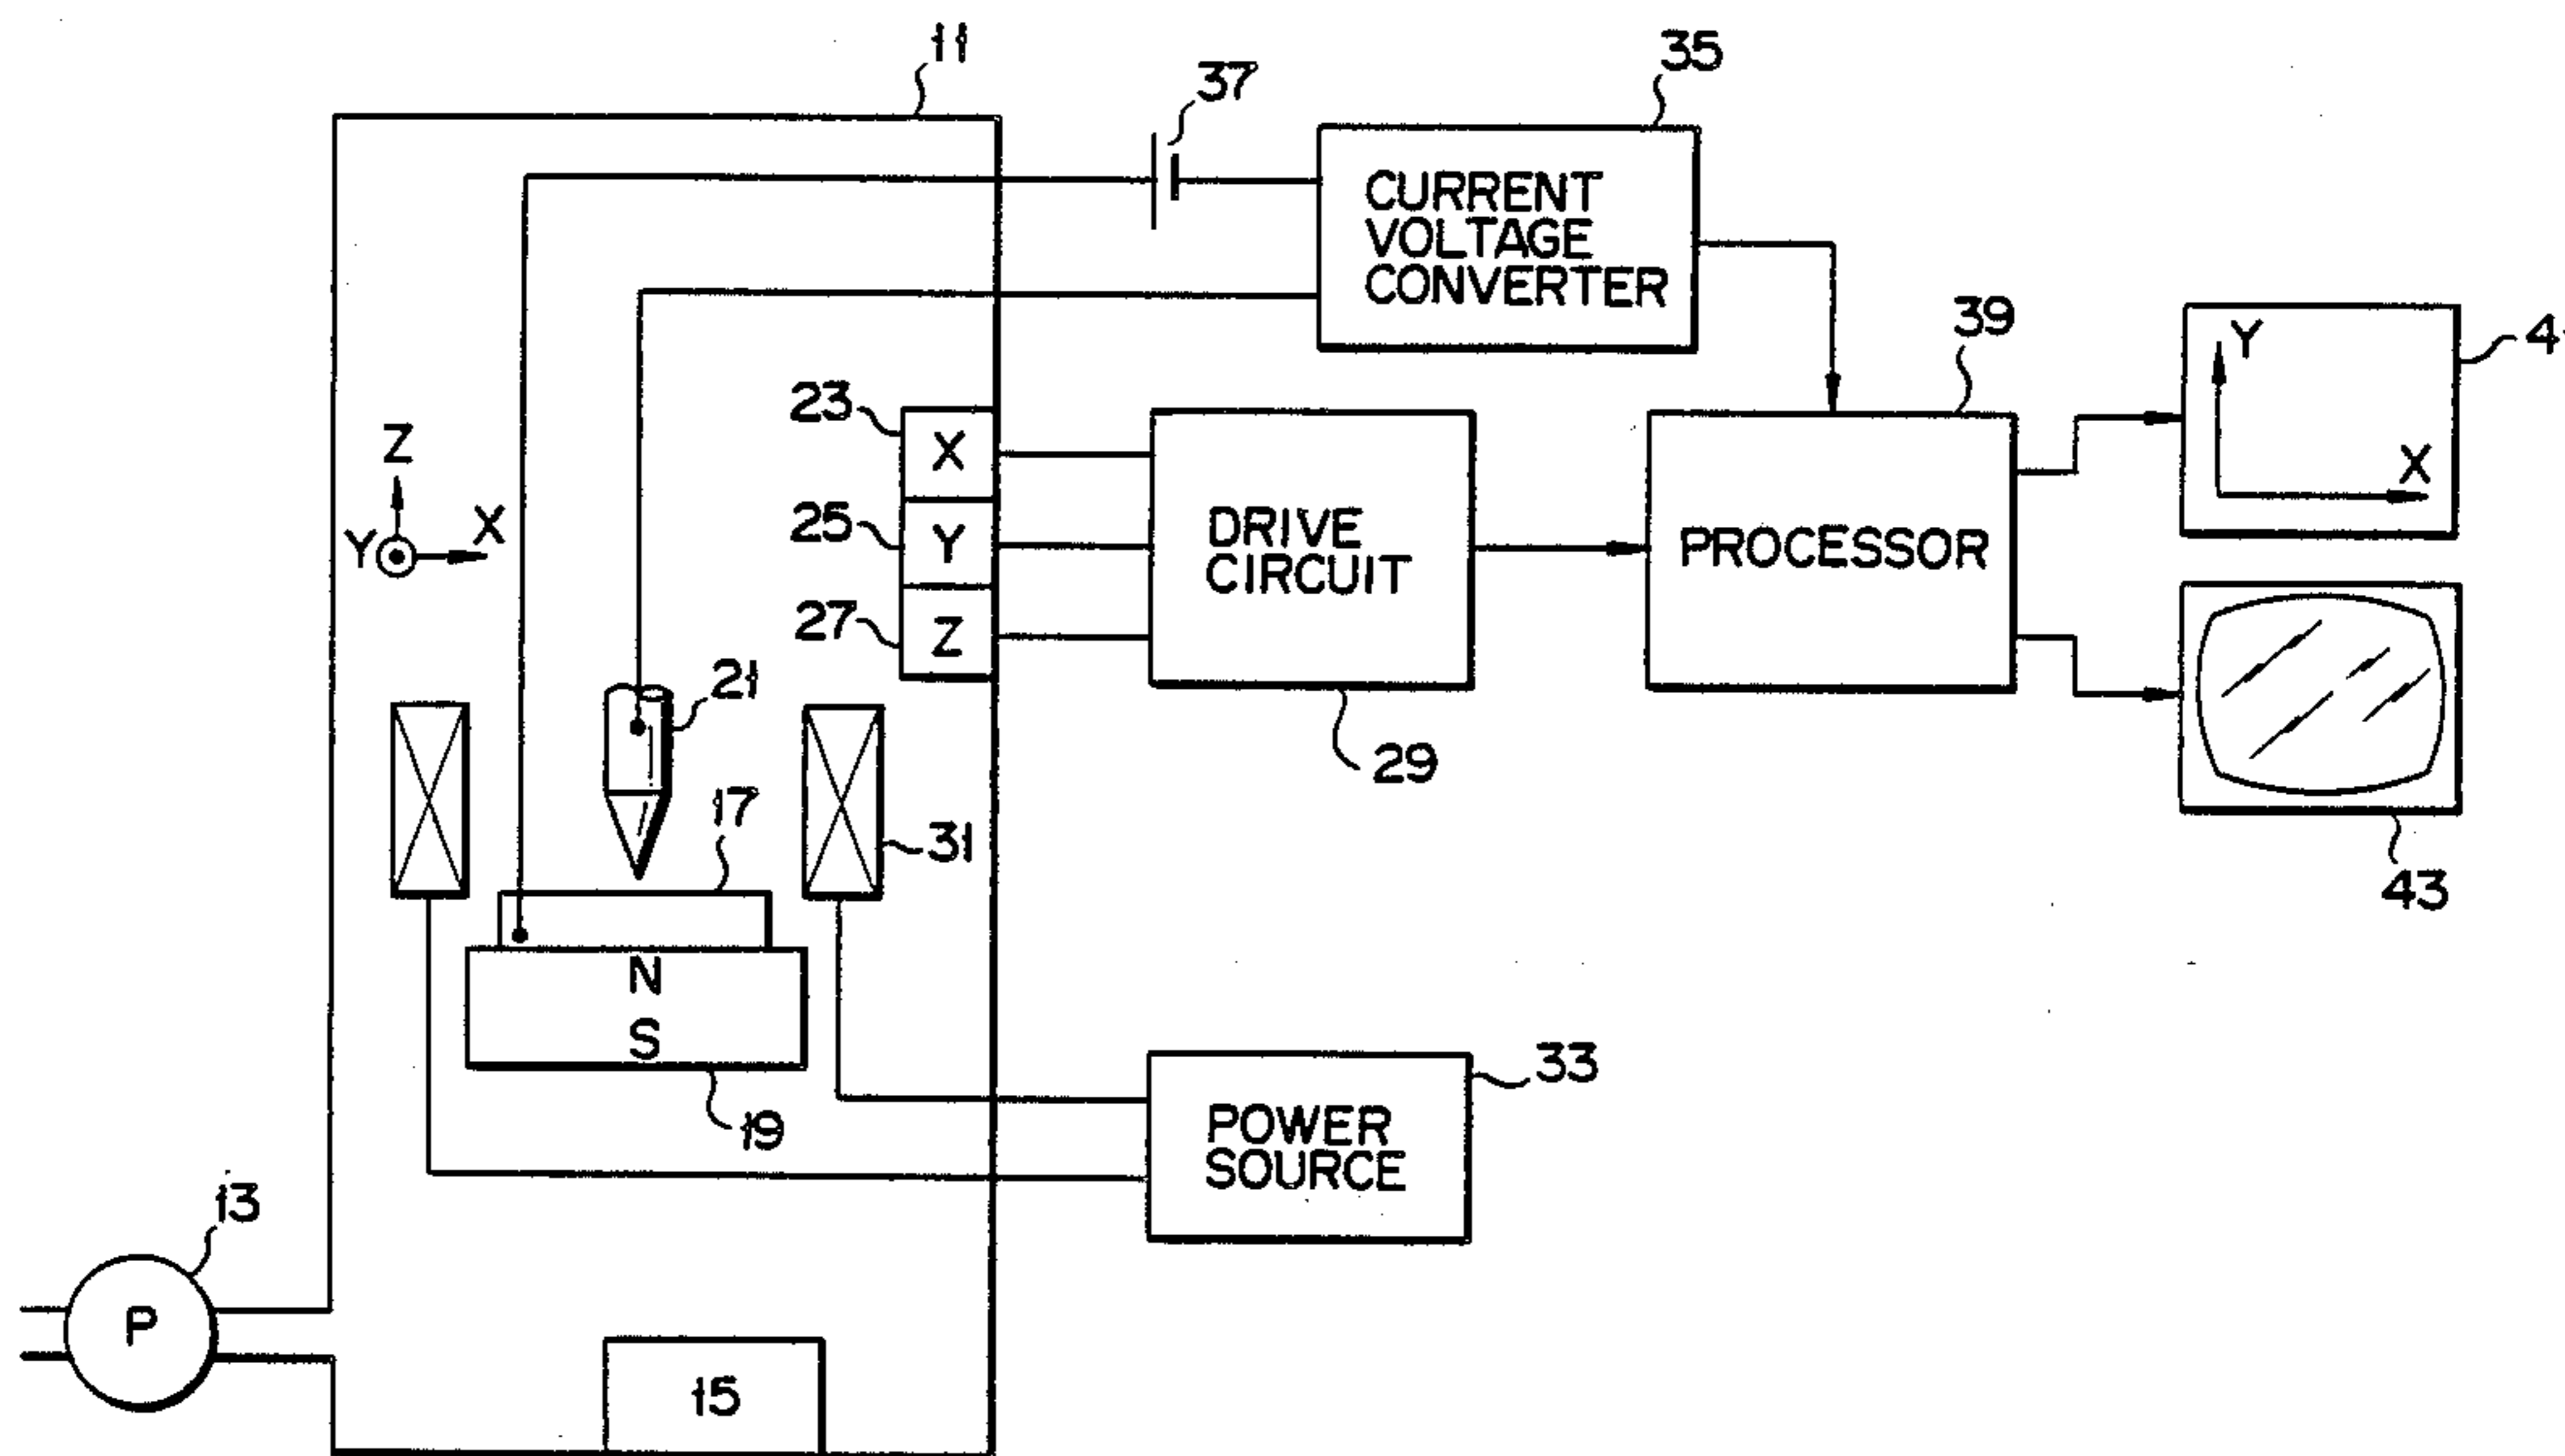 11
37
35
CURRENT
VOLTAGE
CONVERTER
39
4
Y
X
23
X
Z
25
Y
Y
X
27
Z
DRIVE
CIRCUIT
PROCESSOR
21
29
17
31
43
N
S
19
33
POWER
SOURCE
13
P
15